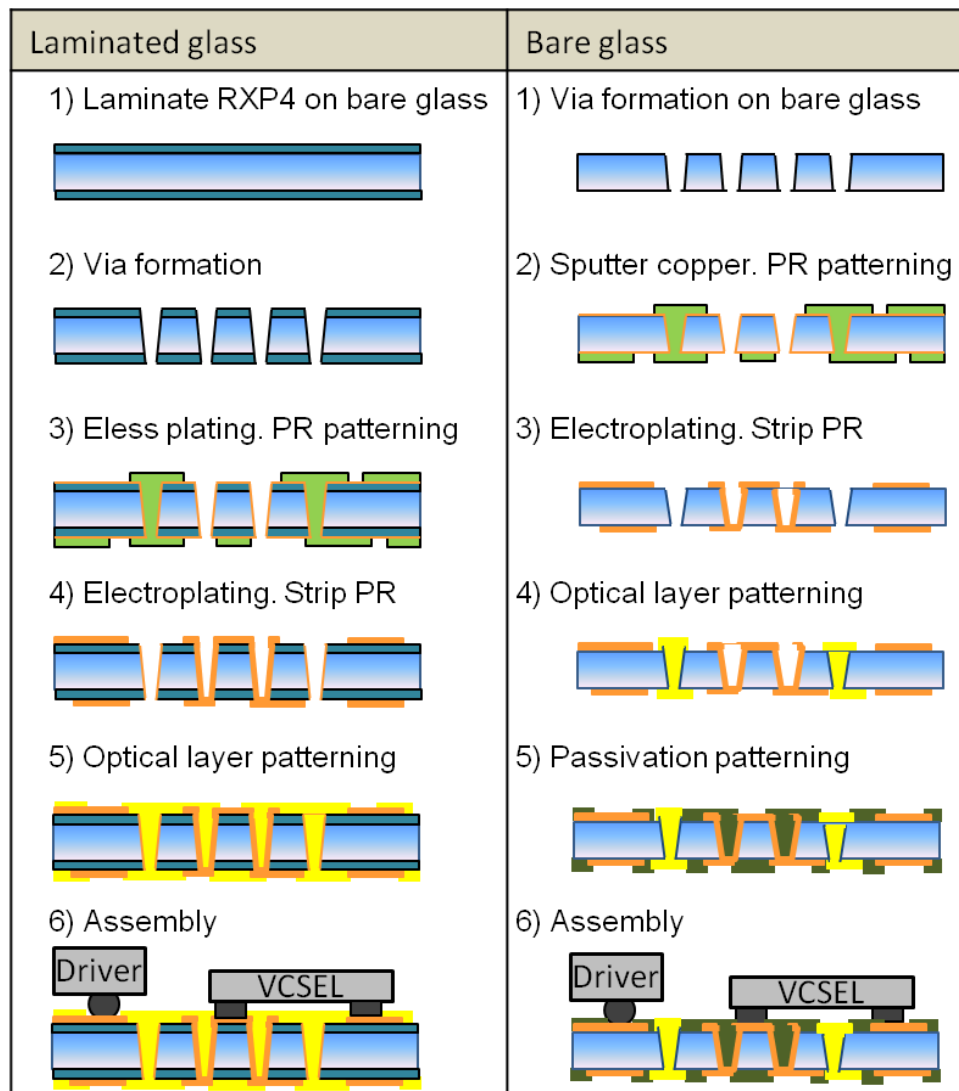 Laminated glass
1) Laminate RXP4 on bare glass
2) Via formation
3) Eless plating. PR patterning
4) Electroplating. Strip PR
5) Optical layer patterning
6) Assembly
Driver
VCSEL
Bare glass
1) Via formation on bare glass
2) Sputter copper. PR patterning
3) Electroplating. Strip PR
4) Optical layer patterning
5) Passivation patterning
6) Assembly
Driver
VCSEL